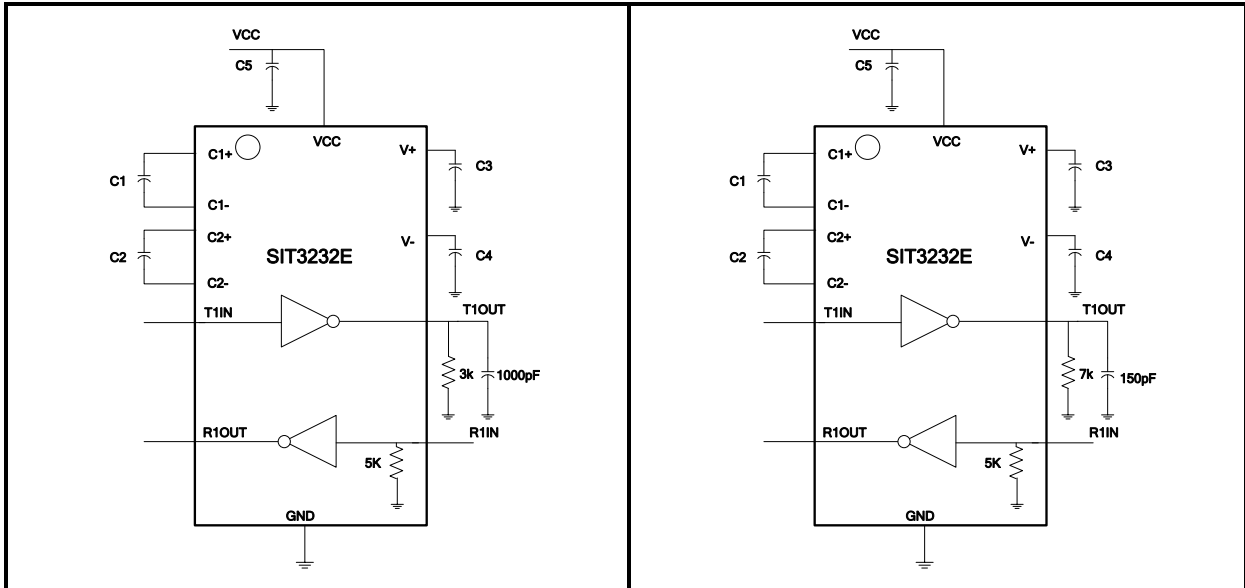 VCC
C5
VCC
C1+
V+
C3
C1
C1-
C2+
V-
C2
SIT3232E
C4
C2-
T1IN
T1OUT
3k
1000pF
R1OUT
R1IN
5K
GND
VCC
C5
VCC
C1+
V+
C3
C1
C1-
C2+
V-
C2
SIT3232E
C4
C2-
T1IN
T1OUT
7k
150pF
R1OUT
R1IN
5K
GND